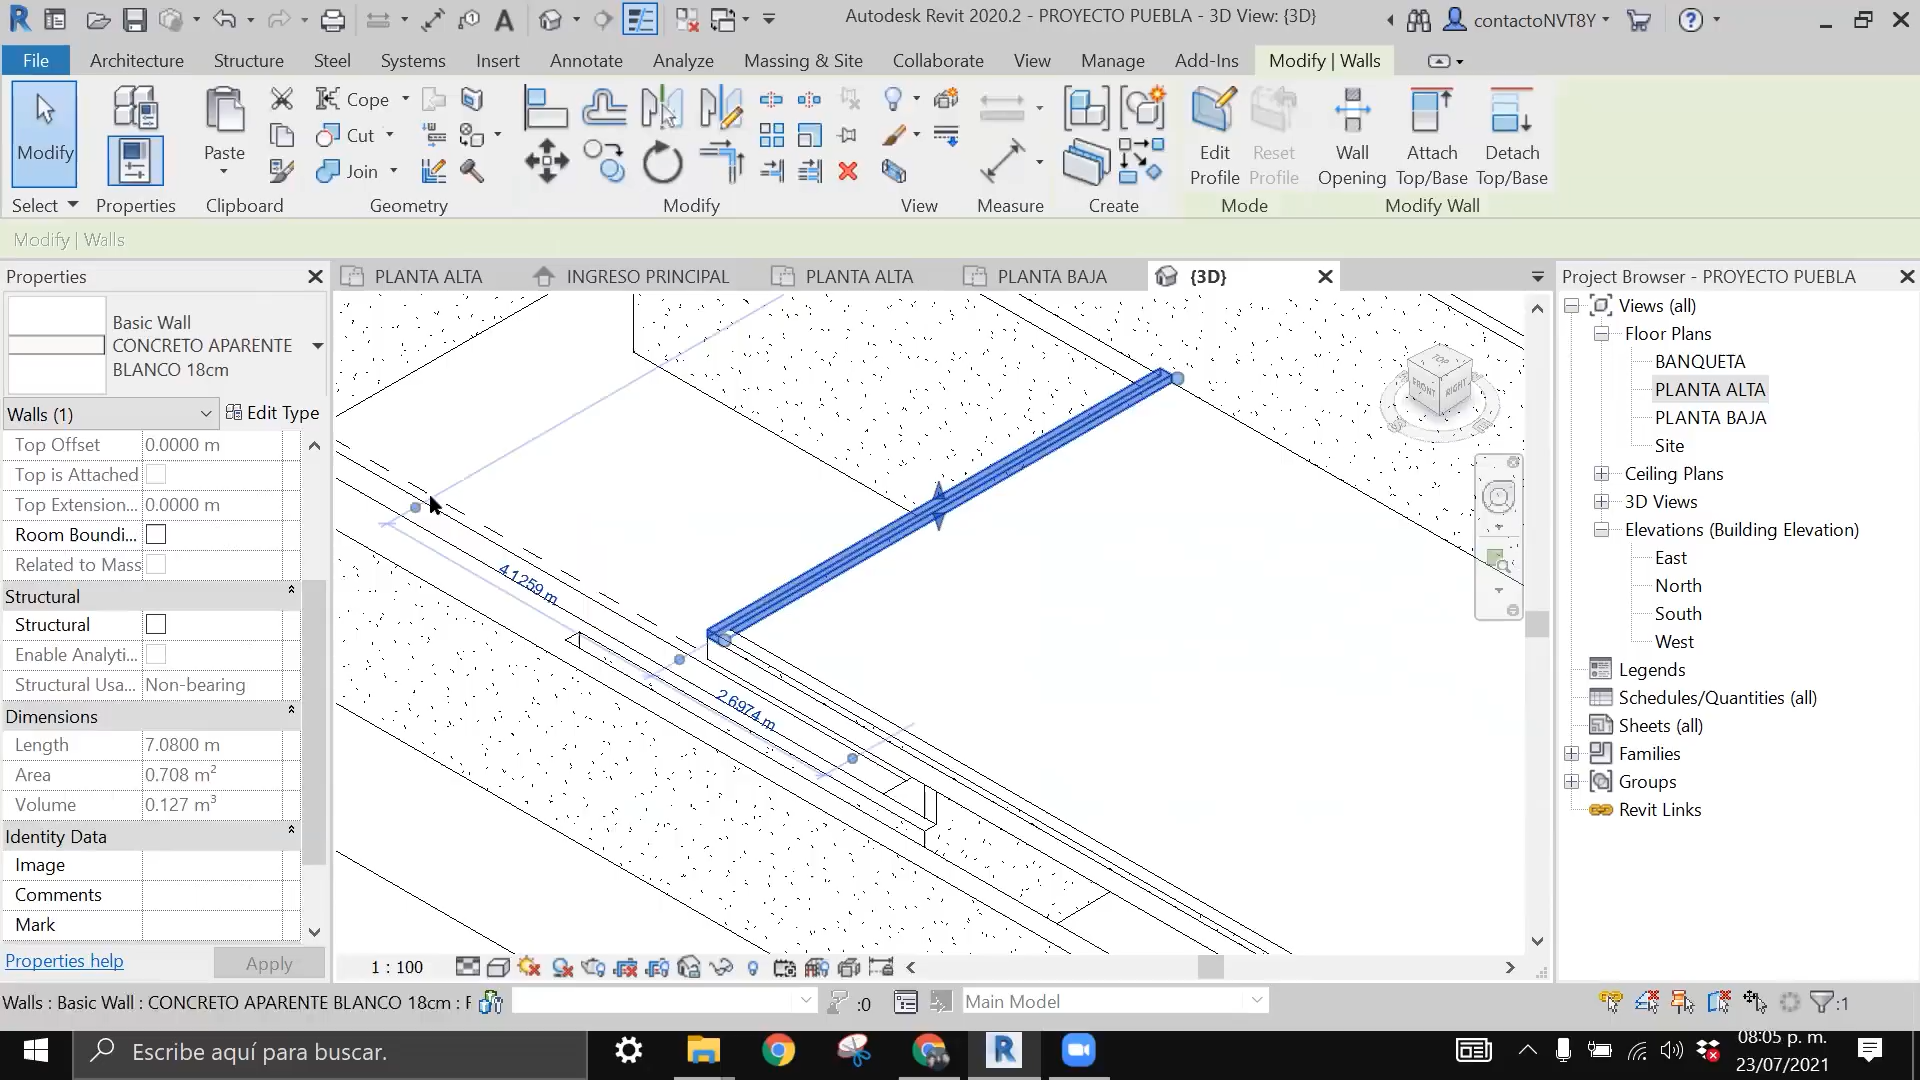 Autodesk Revit 2020.2 - PROYECTO PUEBLA - 3D View: {3D}
contactoNVT8Y
File Architecture Structure Steel Systems Insert Annotate Analyze Massing & Site Collaborate View Manage Add-Ins Modify | Walls
Modify
Paste
Cope
Cut
Join
Edit
Profile
Reset
Profile
Wall
Opening
Attach
Top/Base
Detach
Top/Base
Select Properties Clipboard Geometry Modify View Measure Create Mode Modify Wall
Modify | Walls
Properties
PLANTA ALTA
INGRESO PRINCIPAL
PLANTA ALTA
PLANTA BAJA
{3D}
Project Browser - PROYECTO PUEBLA
Basic Wall
CONCRETO APARENTE
BLANCO 18cm
Walls (1)
Edit Type
Top Offset 0.0000 m
Top is Attached
Top Extension... 0.0000 m
Room Boundi...
Related to Mass
Structural
Structural
Enable Analyti...
Structural Usa... Non-bearing
Dimensions
Length 7.0800 m
Area 0.708 m²
Volume 0.127 m³
Identity Data
Image
Comments
Mark
Properties help
Apply
4.1259 m
2.6974 m
TOP
FRONT
RIGHT
Views (all)
Floor Plans
BANQUETA
PLANTA ALTA
PLANTA BAJA
Site
Ceiling Plans
3D Views
Elevations (Building Elevation)
East
North
South
West
Legends
Schedules/Quantities (all)
Sheets (all)
Families
Groups
Revit Links
1 : 100
Walls : Basic Wall : CONCRETO APARENTE BLANCO 18cm : F
:0
Main Model
:1
Escribe aquí para buscar.
08:05 p. m.
23/07/2021